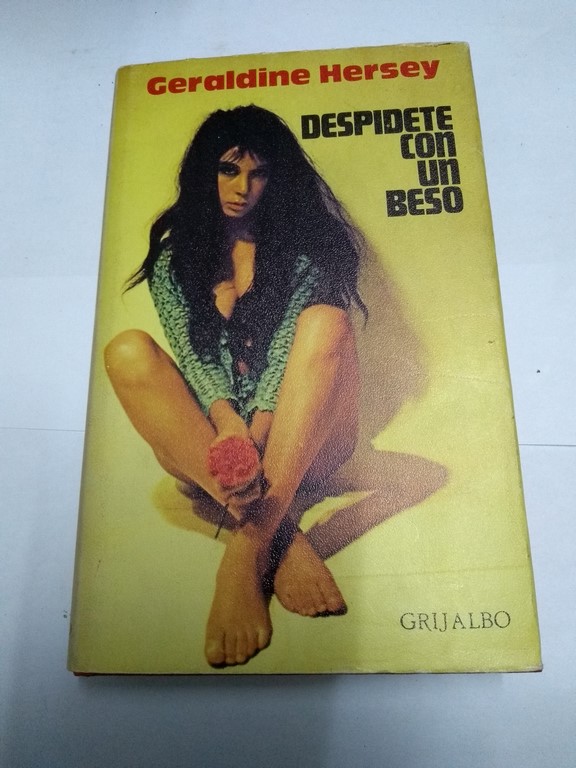 Geraldine Hersey
DESPIDETE
CON
UN
BESO
GRIJALBO